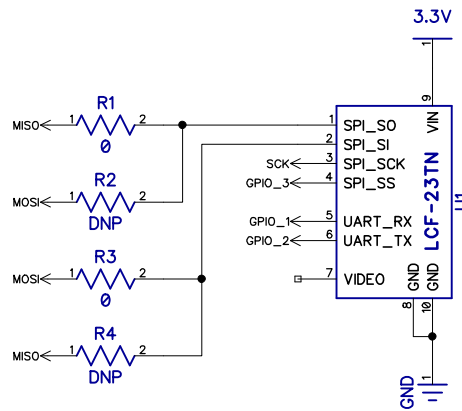 3.3V
1
9
VIN
R1
MISO 1 2
0
R2
MOSI 1 2
DNP
R3
MOSI 1 2
0
R4
MISO 1 2
DNP
1 SPI_SO
2 SPI_SI
SCK 3 SPI_SCK
GPIO_3 4 SPI_SS
GPIO_1 5 UART_RX
GPIO_2 6 UART_TX
7 VIDEO
LCF-23TN
U1
GND GND
8 10
1
GND